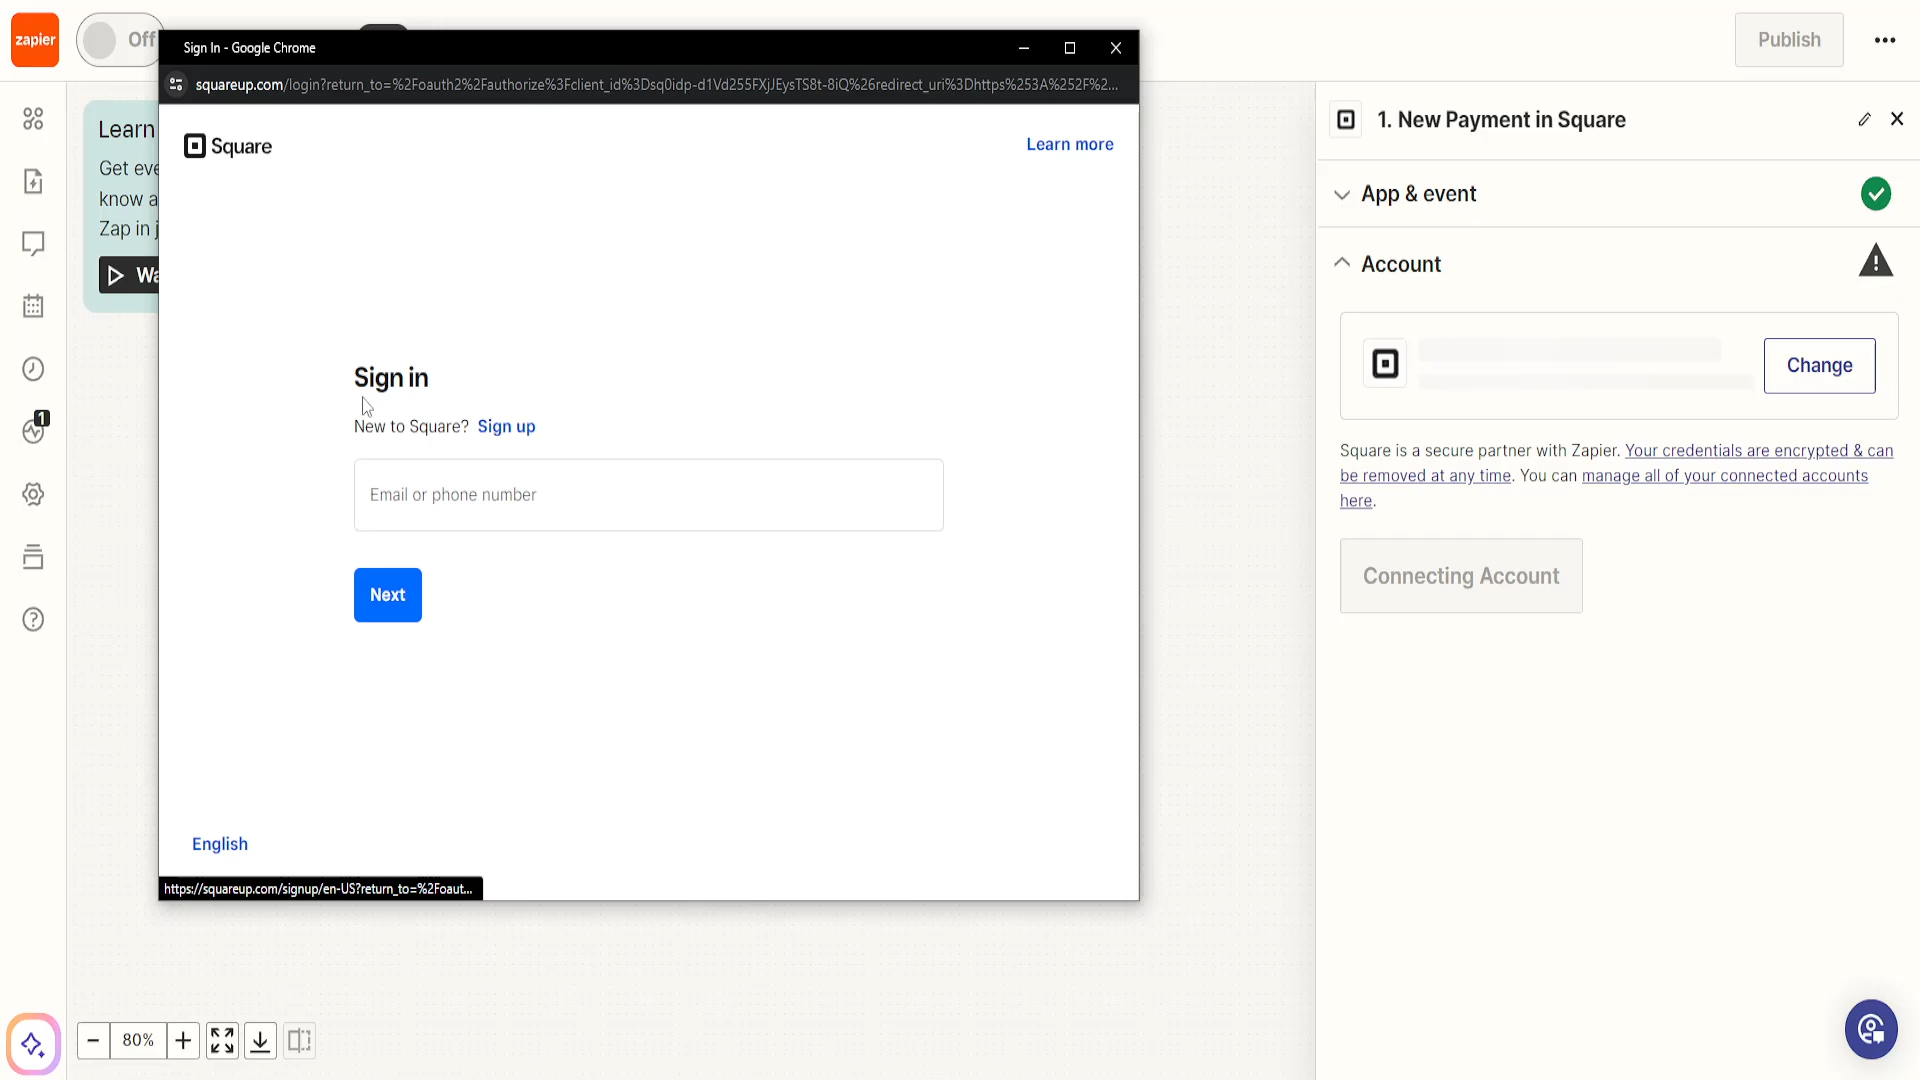 zapier
Off
Publish
Sign In - Google Chrome
squareup.com/login?return_to=%2Foauth2%2Fauthorize%3Fclient_id%3Dsq0idp-d1Vd255FXjJEysTS8t-8iQ%26redirect_uri%3Dhttps%253A%252F%2...
Square
Learn more
Learn
Get eve
know a
Zap in j
Wa
Sign in
New to Square? Sign up
Email or phone number
Next
English
https://squareup.com/signup/en-US?return_to=%2Foaut...
1
80%
1. New Payment in Square
App & event
Account
Change
Square is a secure partner with Zapier. Your credentials are encrypted & can
be removed at any time. You can manage all of your connected accounts
here.
Connecting Account